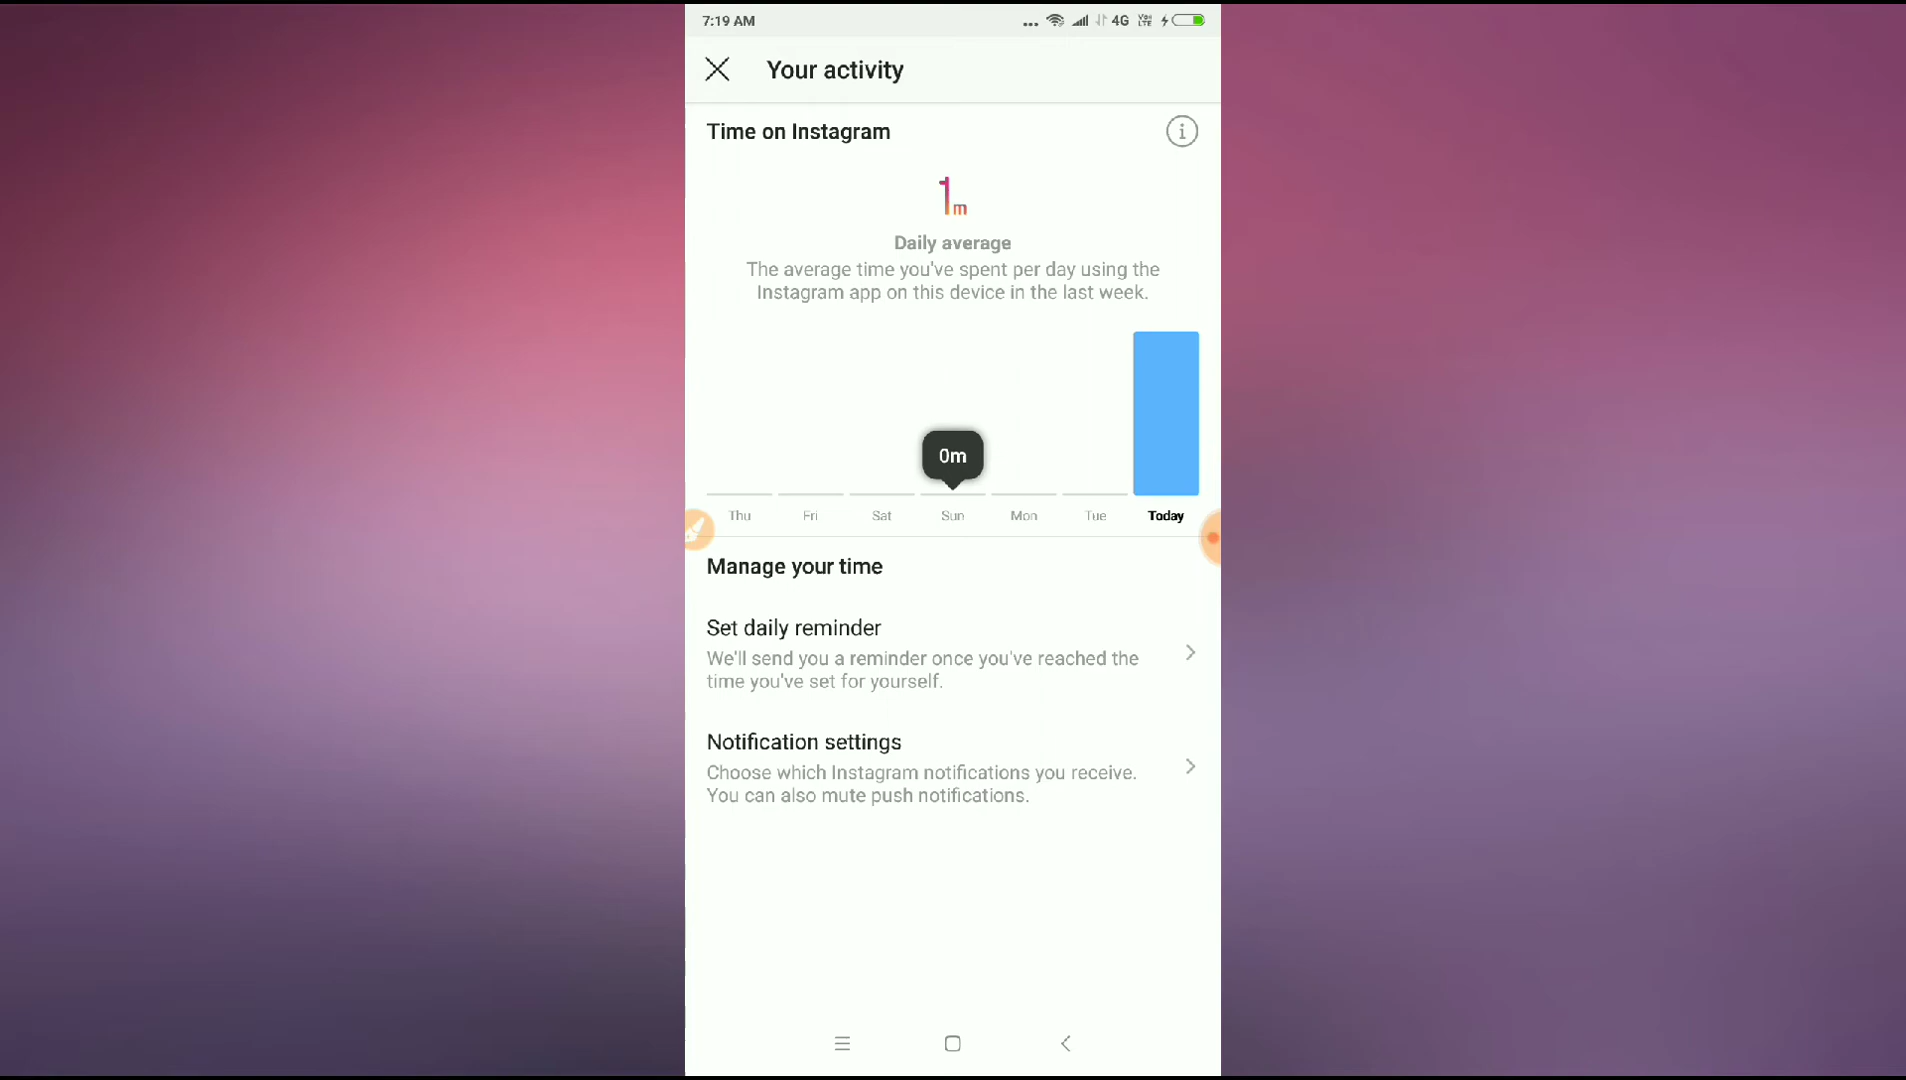 7:19 AM
4G
Your activity
Time on Instagram
1m
Daily average
The average time you've spent per day using the
Instagram app on this device in the last week.
0m
Thu Fri Sat Sun Mon Tue Today
Manage your time
Set daily reminder
We'll send you a reminder once you've reached the
time you've set for yourself.
Notification settings
Choose which Instagram notifications you receive.
You can also mute push notifications.